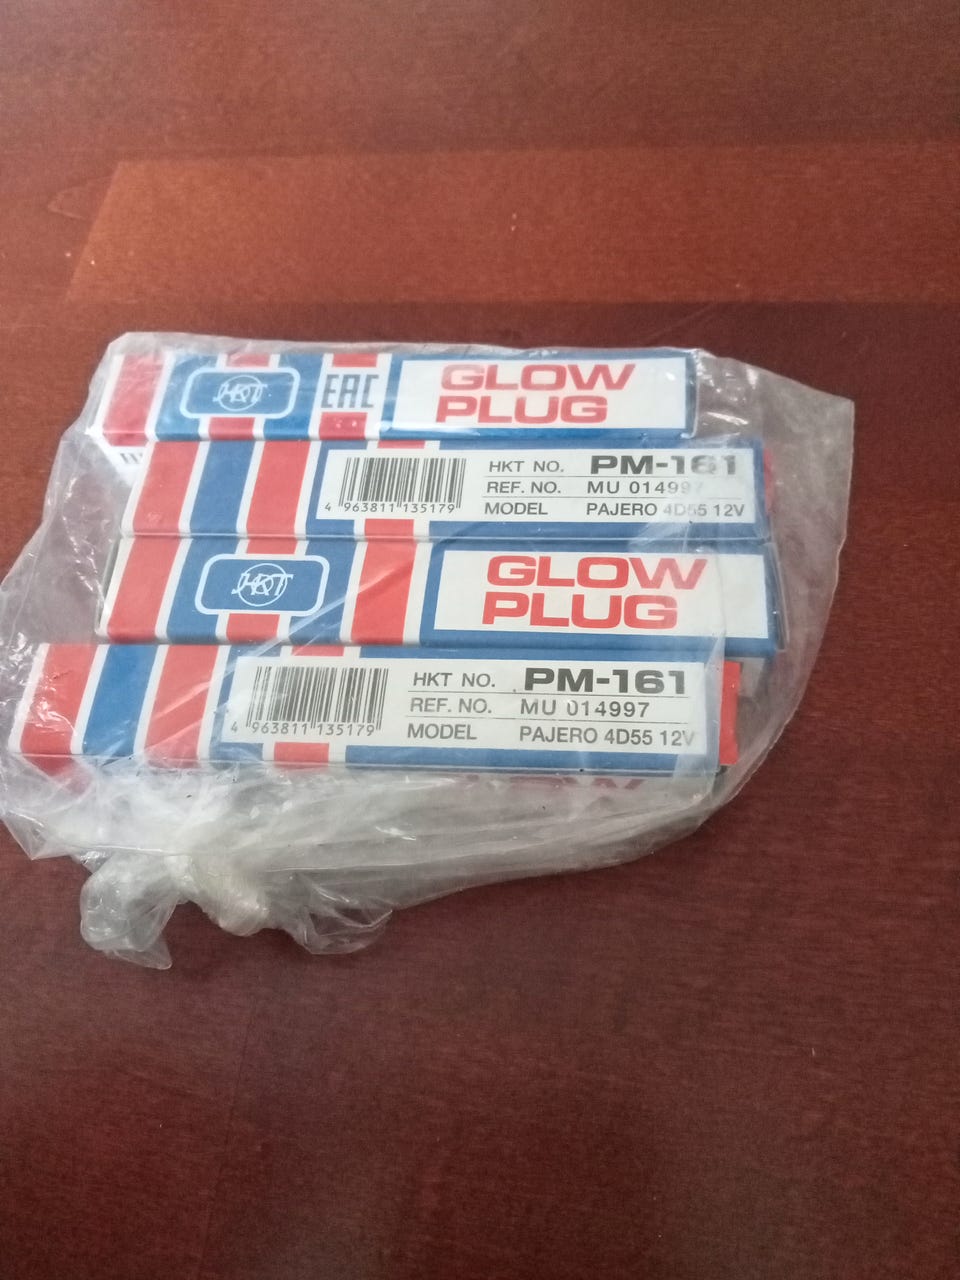 HKT
EAC
GLOW
PLUG
4 963811 135179
HKT NO. PM-161
REF. NO. MU 014997
MODEL PAJERO 4D55 12V
HKT
GLOW
PLUG
4 963811 135179
HKT NO. PM-161
REF. NO. MU 014997
MODEL PAJERO 4D55 12V